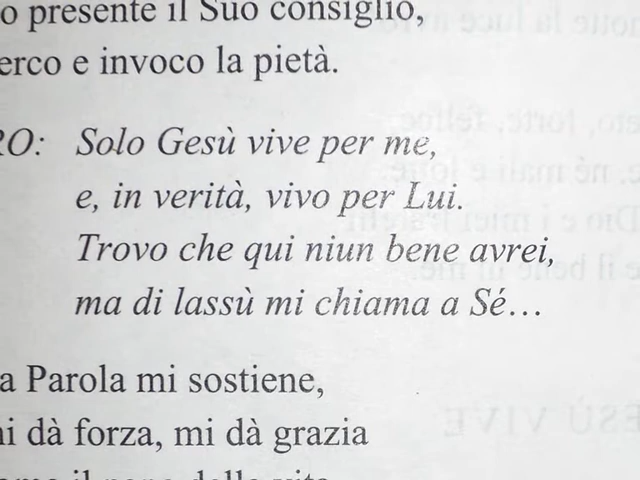 o presente il Suo consiglio,
erco e invoco la pietà.
RO: Solo Gesù vive per me,
e, in verità, vivo per Lui.
Trovo che qui niun bene avrei,
ma di lassù mi chiama a Sé…
a Parola mi sostiene,
i dà forza, mi dà grazia